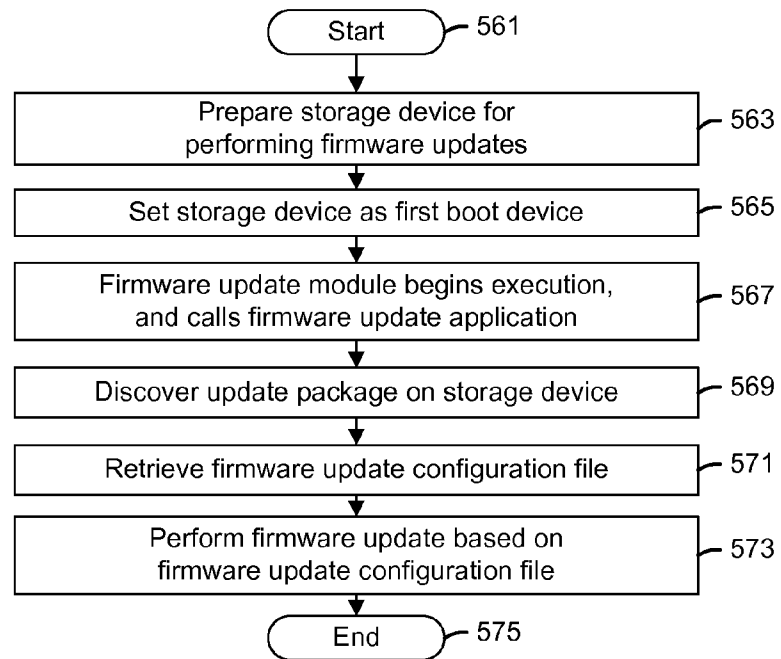 Start 561
Prepare storage device for
performing firmware updates
563
Set storage device as first boot device 565
Firmware update module begins execution,
and calls firmware update application
567
Discover update package on storage device 569
Retrieve firmware update configuration file 571
Perform firmware update based on
firmware update configuration file
573
End 575